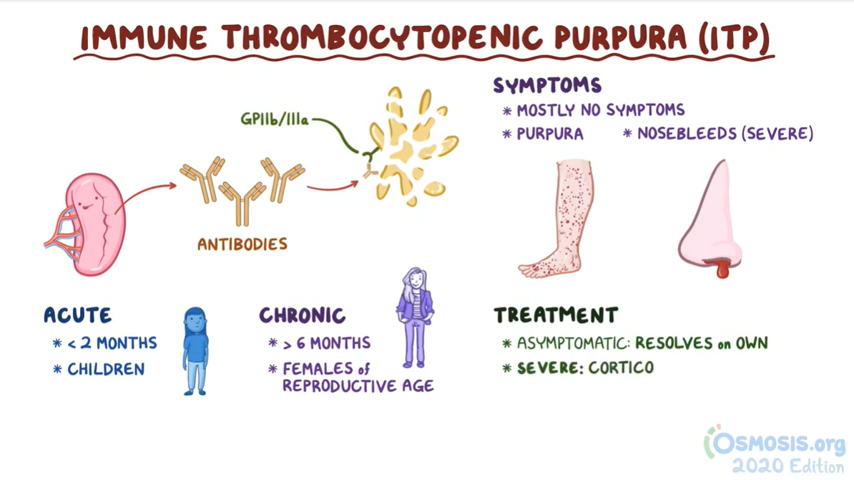 IMMUNE THROMBOCYTOPENIC PURPURA (ITP)
GPIIb/IIIa
ANTIBODIES
SYMPTOMS
* MOSTLY NO SYMPTOMS
* PURPURA * NOSEBLEEDS (SEVERE)
ACUTE
* < 2 MONTHS
* CHILDREN
CHRONIC
* > 6 MONTHS
* FEMALES of
REPRODUCTIVE AGE
TREATMENT
* ASYMPTOMATIC: RESOLVES on OWN
* SEVERE: CORTICO
OSMOSIS.org
2020 Edition